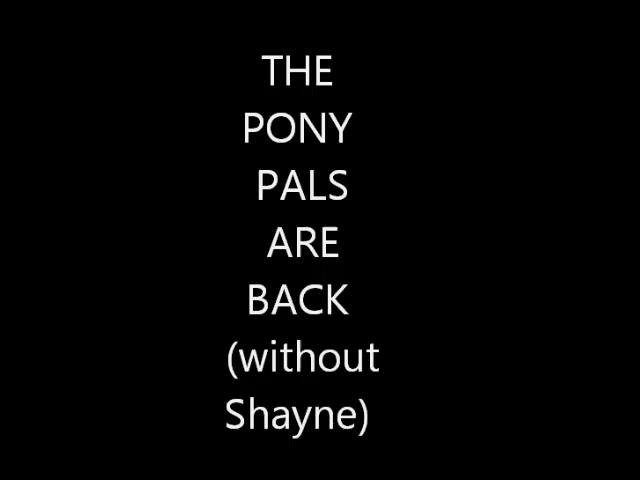 THE
PONY
PALS
ARE
BACK
(without
Shayne)